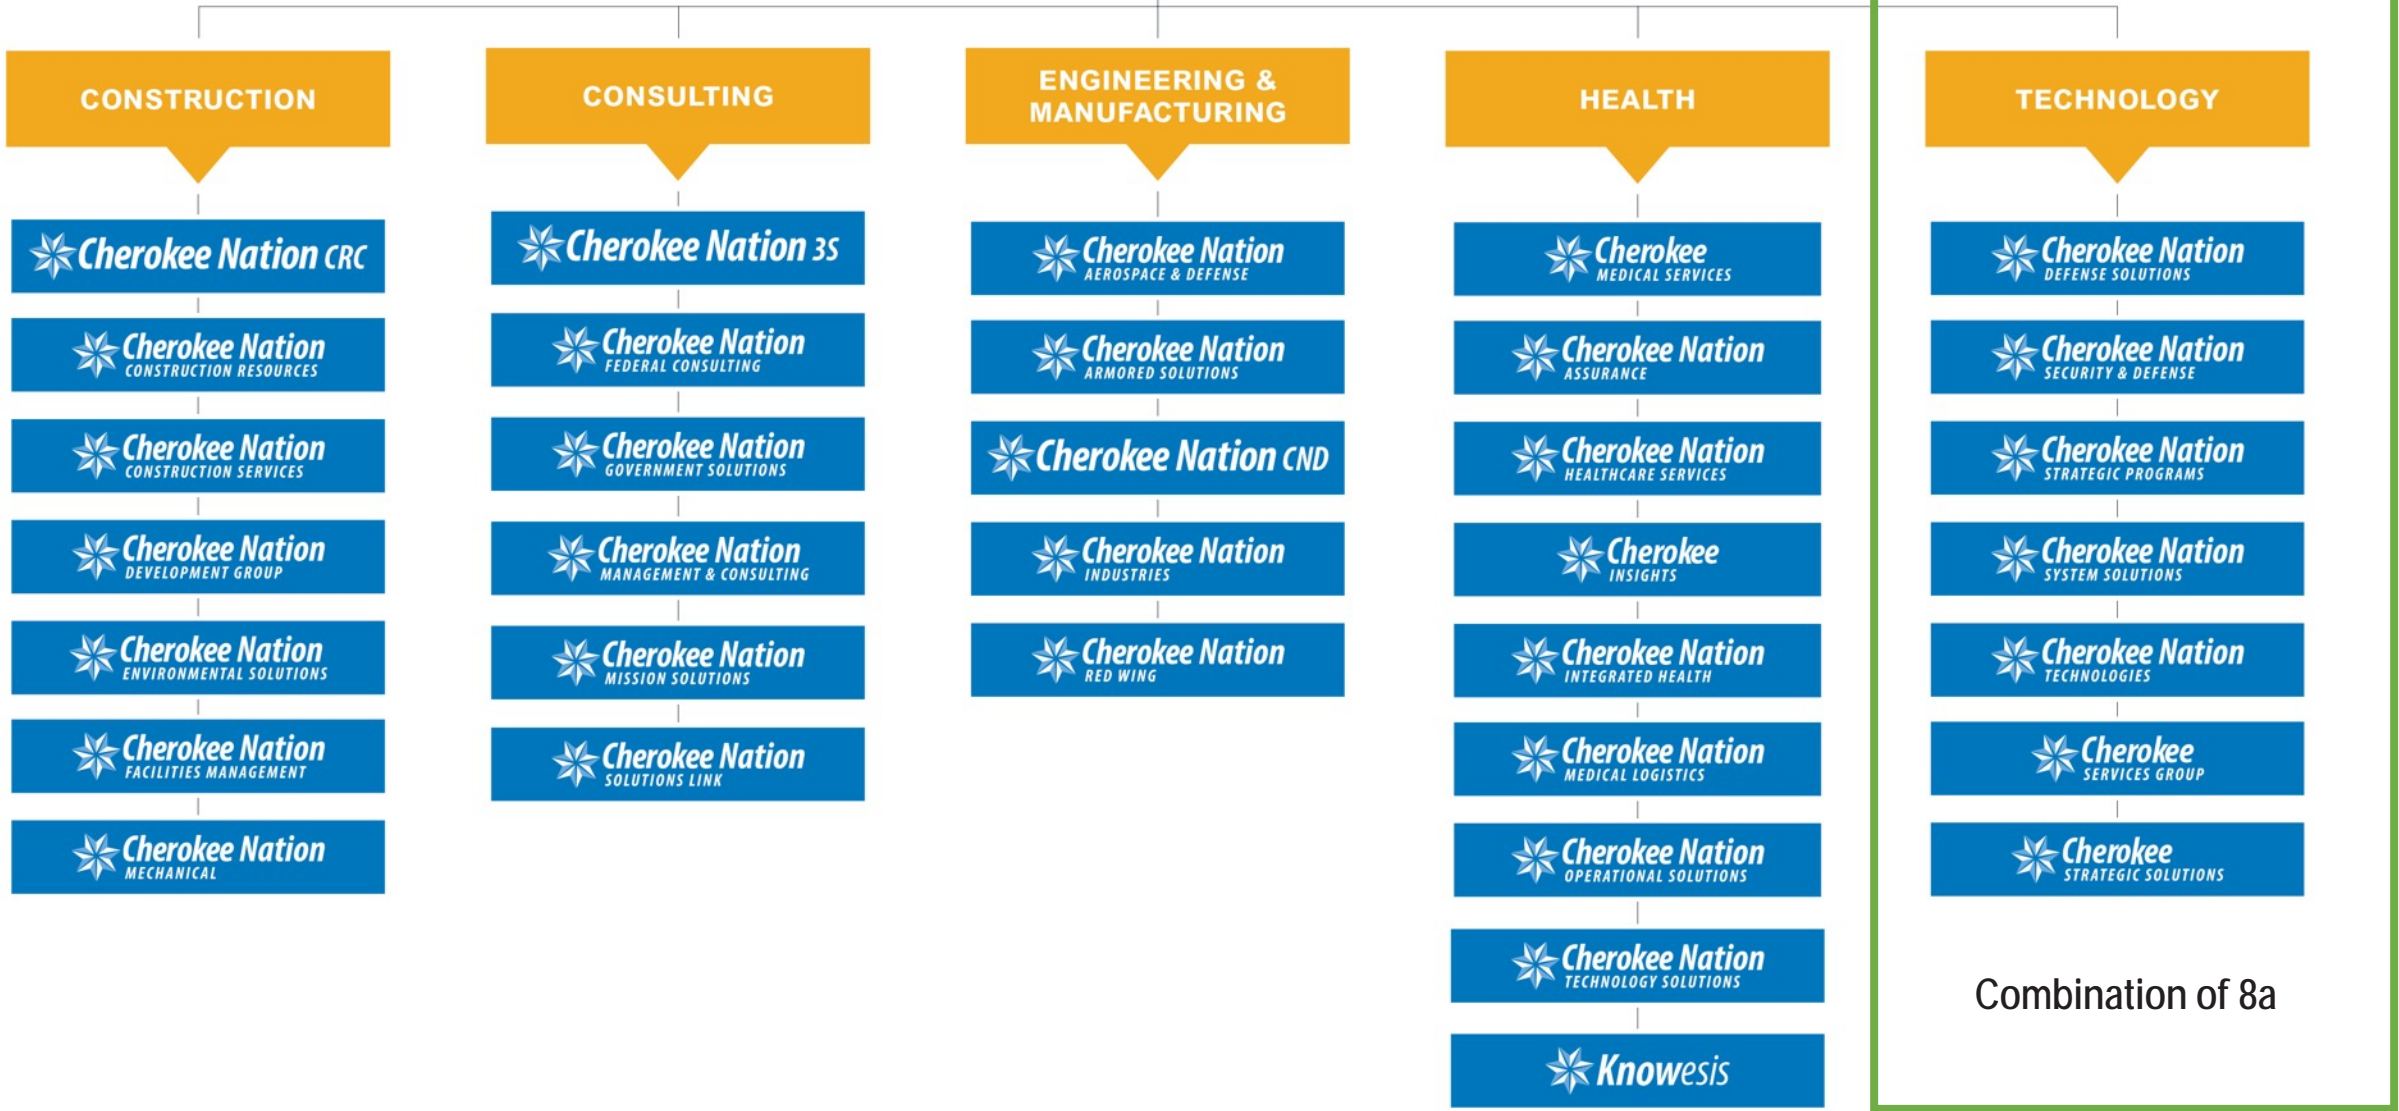 CONSTRUCTION
Cherokee Nation CRC
Cherokee Nation
CONSTRUCTION RESOURCES
Cherokee Nation
CONSTRUCTION SERVICES
Cherokee Nation
DEVELOPMENT GROUP
Cherokee Nation
ENVIRONMENTAL SOLUTIONS
Cherokee Nation
FACILITIES MANAGEMENT
Cherokee Nation
MECHANICAL
CONSULTING
Cherokee Nation 3S
Cherokee Nation
FEDERAL CONSULTING
Cherokee Nation
GOVERNMENT SOLUTIONS
Cherokee Nation
MANAGEMENT & CONSULTING
Cherokee Nation
MISSION SOLUTIONS
Cherokee Nation
SOLUTIONS LINK
ENGINEERING &
MANUFACTURING
Cherokee Nation
AEROSPACE & DEFENSE
Cherokee Nation
ARMORED SOLUTIONS
Cherokee Nation CND
Cherokee Nation
INDUSTRIES
Cherokee Nation
RED WING
HEALTH
Cherokee
MEDICAL SERVICES
Cherokee Nation
ASSURANCE
Cherokee Nation
HEALTHCARE SERVICES
Cherokee
INSIGHTS
Cherokee Nation
INTEGRATED HEALTH
Cherokee Nation
MEDICAL LOGISTICS
Cherokee Nation
OPERATIONAL SOLUTIONS
Cherokee Nation
TECHNOLOGY SOLUTIONS
Knowesis
TECHNOLOGY
Cherokee Nation
DEFENSE SOLUTIONS
Cherokee Nation
SECURITY & DEFENSE
Cherokee Nation
STRATEGIC PROGRAMS
Cherokee Nation
SYSTEM SOLUTIONS
Cherokee Nation
TECHNOLOGIES
Cherokee
SERVICES GROUP
Cherokee
STRATEGIC SOLUTIONS
Combination of 8a